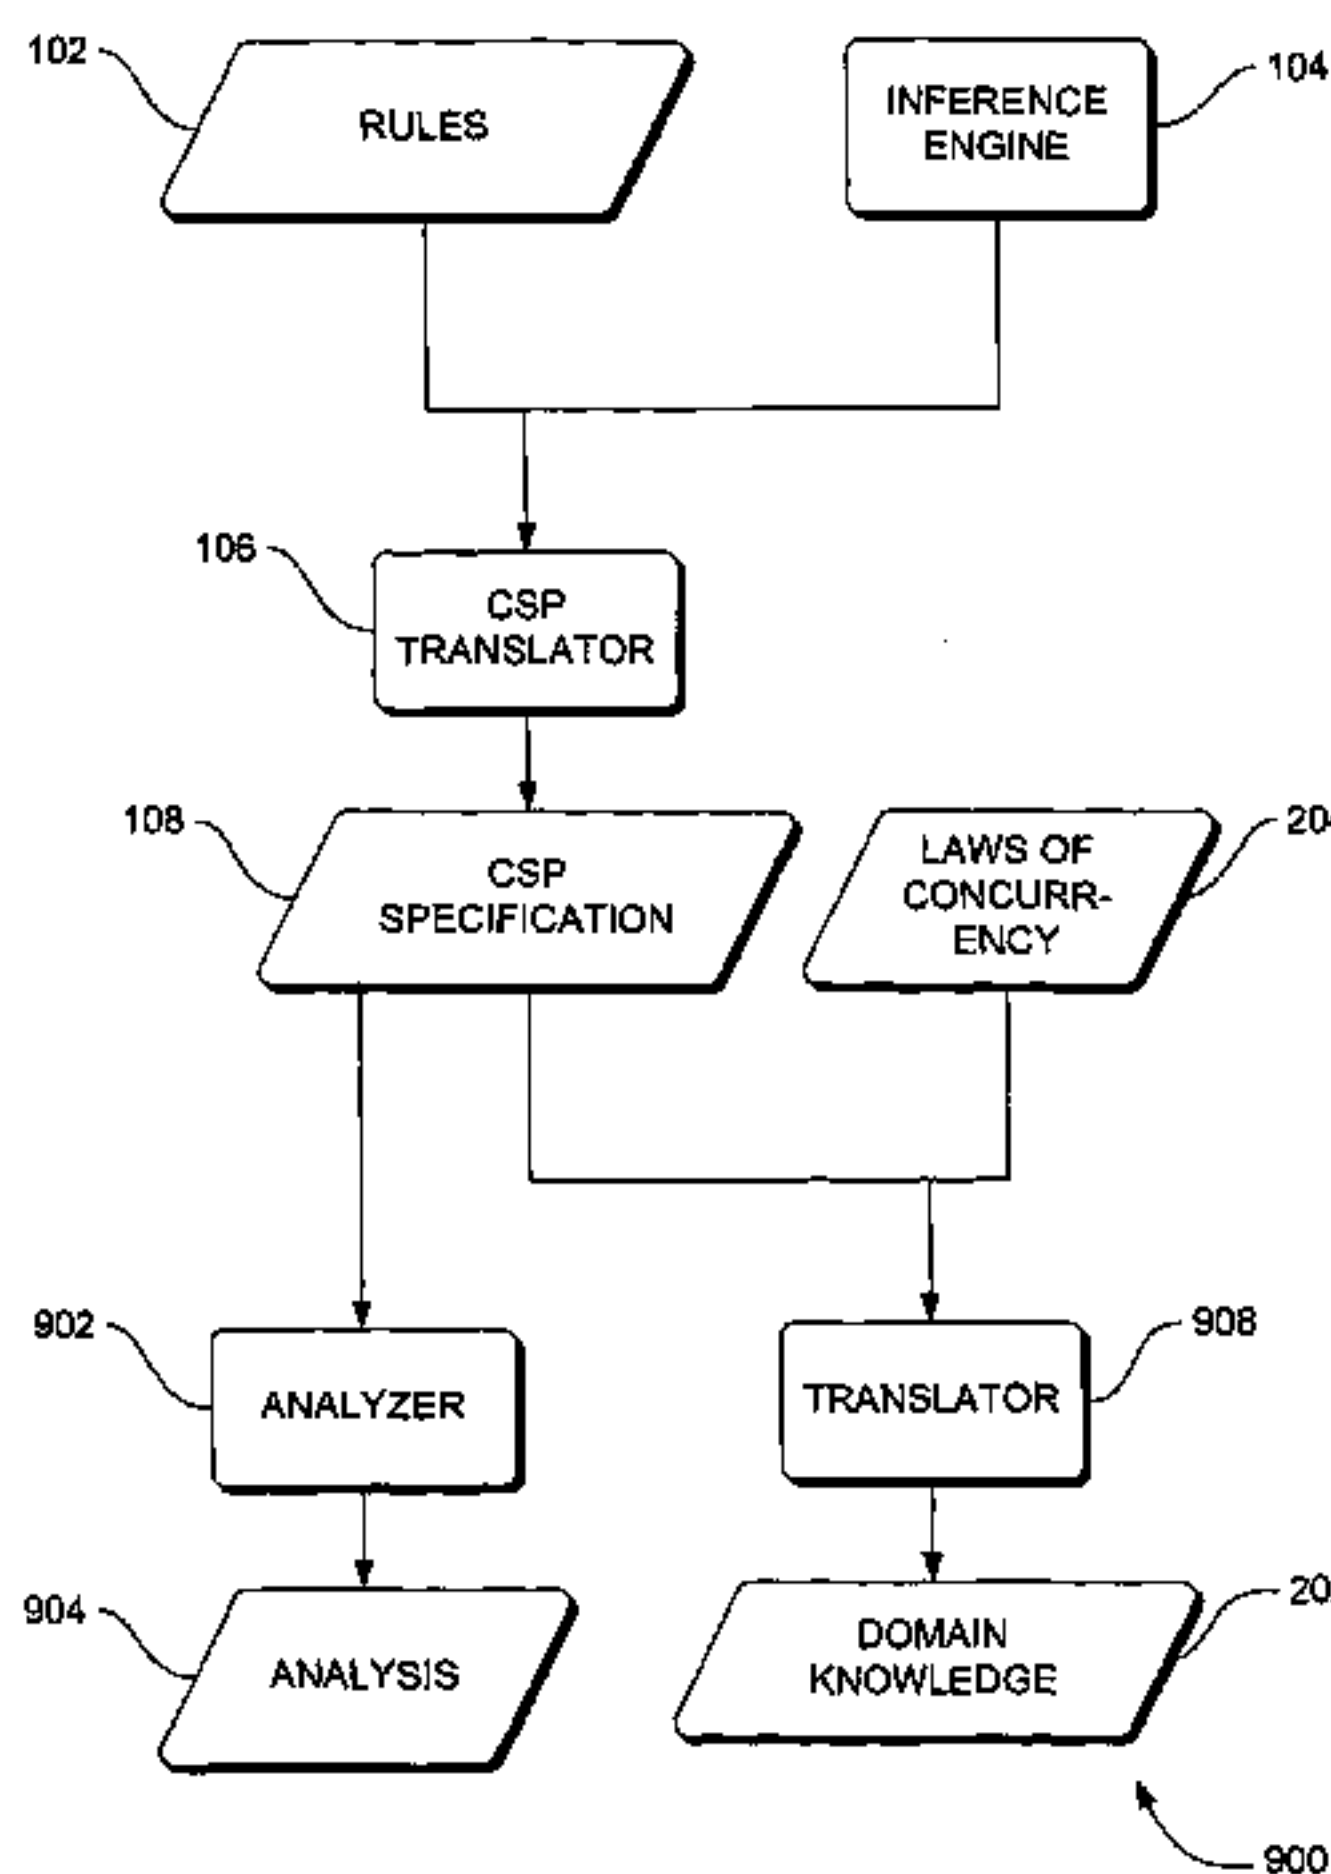 102
RULES
INFERENCE
ENGINE
104
106
CSP
TRANSLATOR
108
CSP
SPECIFICATION
LAWS OF
CONCURR-
ENCY
902
ANALYZER
TRANSLATOR
908
904
ANALYSIS
DOMAIN
KNOWLEDGE
900